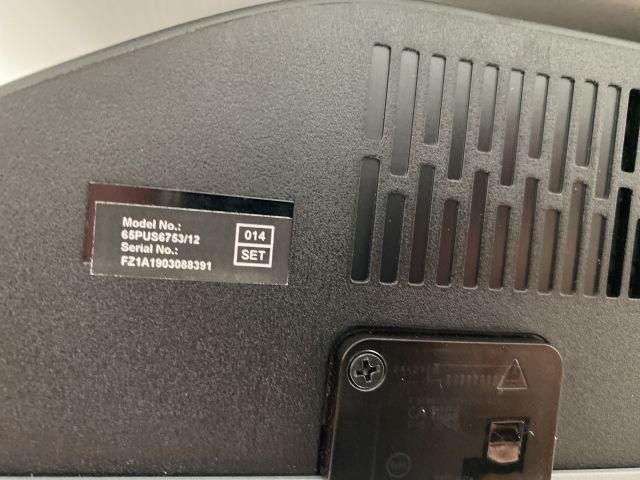 Model No.:
65PUS6753/12
Serial No.:
FZ1A1903088391
014
SET